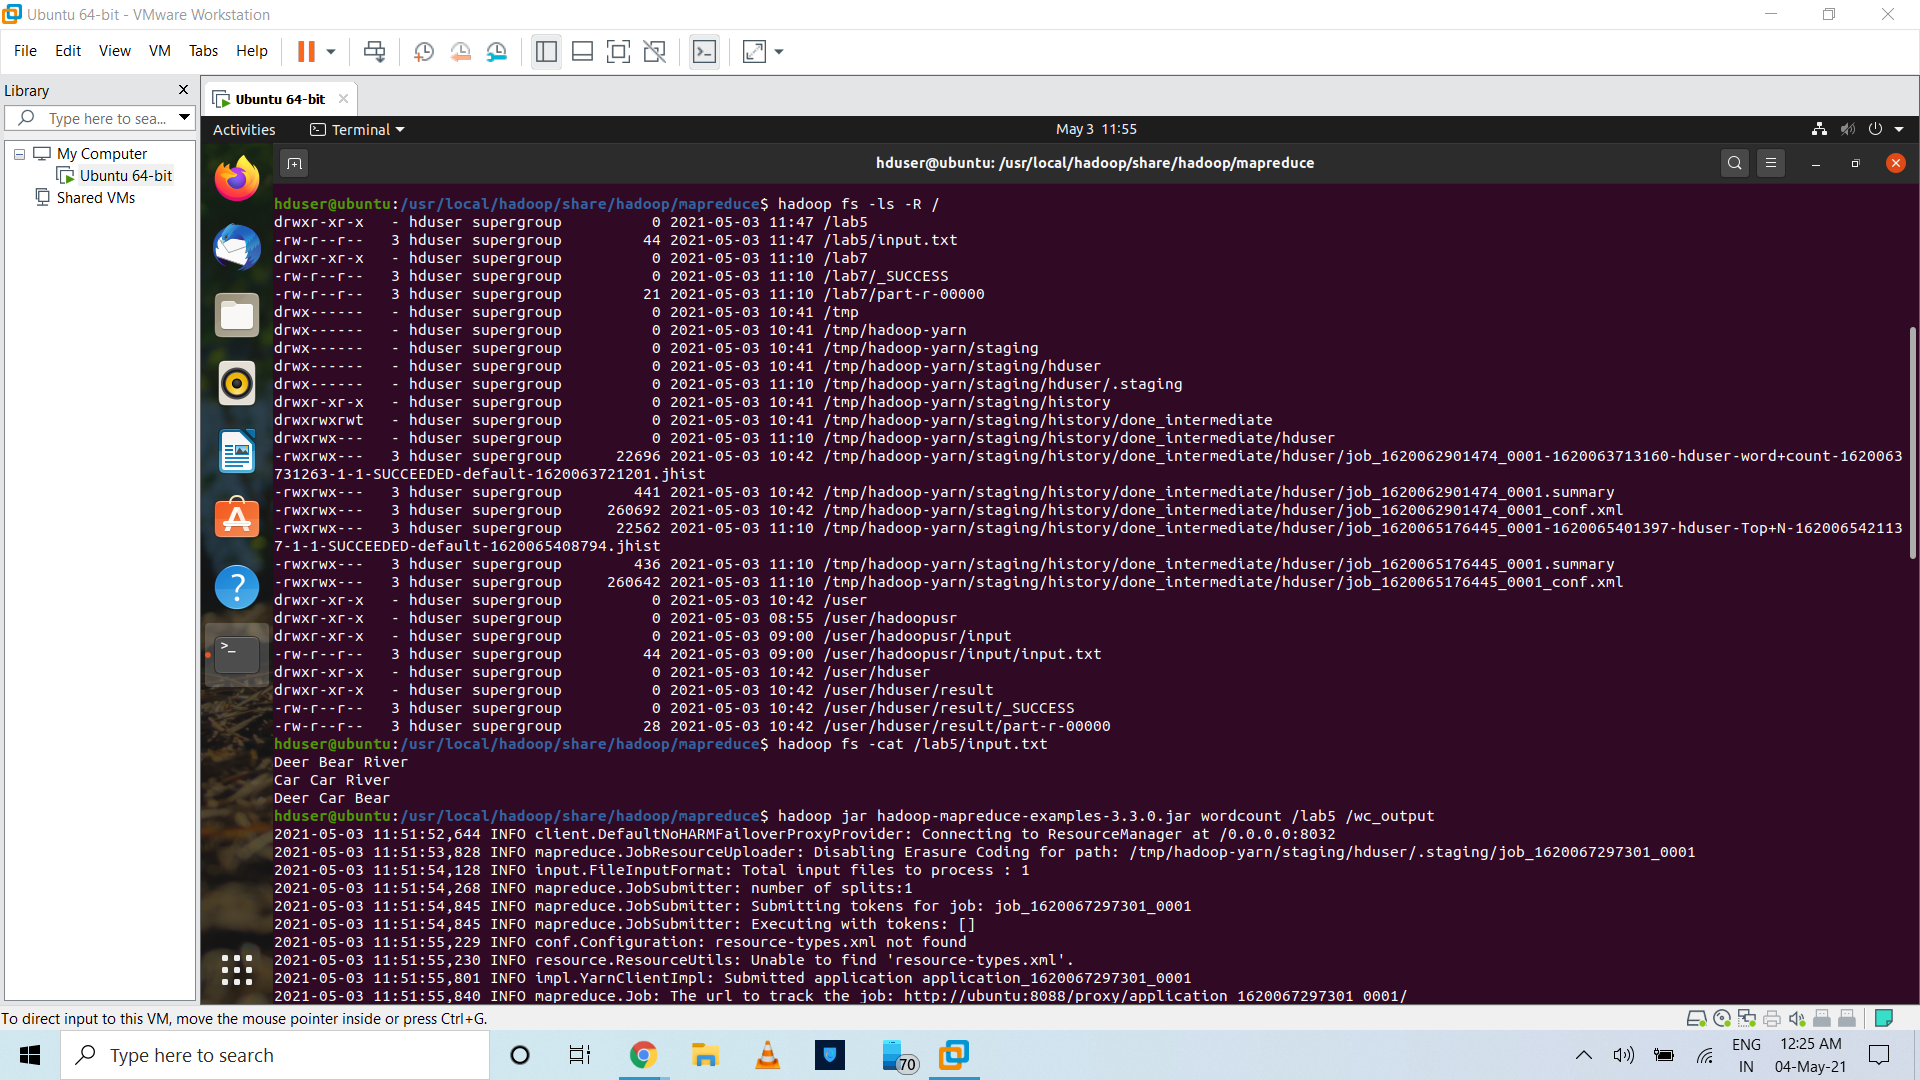 Ubuntu 64-bit - VMware Workstation
File Edit View VM Tabs Help
Library
Type here to sea...
My Computer
Ubuntu 64-bit
Shared VMs
Ubuntu 64-bit
Activities Terminal May 3 11:55
hduser@ubuntu: /usr/local/hadoop/share/hadoop/mapreduce
hduser@ubuntu:/usr/local/hadoop/share/hadoop/mapreduce$ hadoop fs -ls -R /
drwxr-xr-x - hduser supergroup 0 2021-05-03 11:47 /lab5
-rw-r--r-- 3 hduser supergroup 44 2021-05-03 11:47 /lab5/input.txt
drwxr-xr-x - hduser supergroup 0 2021-05-03 11:10 /lab7
-rw-r--r-- 3 hduser supergroup 0 2021-05-03 11:10 /lab7/_SUCCESS
-rw-r--r-- 3 hduser supergroup 21 2021-05-03 11:10 /lab7/part-r-00000
drwx------ - hduser supergroup 0 2021-05-03 10:41 /tmp
drwx------ - hduser supergroup 0 2021-05-03 10:41 /tmp/hadoop-yarn
drwx------ - hduser supergroup 0 2021-05-03 10:41 /tmp/hadoop-yarn/staging
drwx------ - hduser supergroup 0 2021-05-03 10:41 /tmp/hadoop-yarn/staging/hduser
drwx------ - hduser supergroup 0 2021-05-03 11:10 /tmp/hadoop-yarn/staging/hduser/.staging
drwxr-xr-x - hduser supergroup 0 2021-05-03 10:41 /tmp/hadoop-yarn/staging/history
drwxrwxrwt - hduser supergroup 0 2021-05-03 10:41 /tmp/hadoop-yarn/staging/history/done_intermediate
drwxrwx--- - hduser supergroup 0 2021-05-03 11:10 /tmp/hadoop-yarn/staging/history/done_intermediate/hduser
-rwxrwx--- 3 hduser supergroup 22696 2021-05-03 10:42 /tmp/hadoop-yarn/staging/history/done_intermediate/hduser/job_1620062901474_0001-1620063713160-hduser-word+count-1620063
731263-1-1-SUCCEEDED-default-1620063721201.jhist
-rwxrwx--- 3 hduser supergroup 441 2021-05-03 10:42 /tmp/hadoop-yarn/staging/history/done_intermediate/hduser/job_1620062901474_0001.summary
-rwxrwx--- 3 hduser supergroup 260692 2021-05-03 10:42 /tmp/hadoop-yarn/staging/history/done_intermediate/hduser/job_1620062901474_0001_conf.xml
-rwxrwx--- 3 hduser supergroup 22562 2021-05-03 11:10 /tmp/hadoop-yarn/staging/history/done_intermediate/hduser/job_1620065176445_0001-1620065401397-hduser-Top+N-162006542113
7-1-1-SUCCEEDED-default-1620065408794.jhist
-rwxrwx--- 3 hduser supergroup 436 2021-05-03 11:10 /tmp/hadoop-yarn/staging/history/done_intermediate/hduser/job_1620065176445_0001.summary
-rwxrwx--- 3 hduser supergroup 260642 2021-05-03 11:10 /tmp/hadoop-yarn/staging/history/done_intermediate/hduser/job_1620065176445_0001_conf.xml
drwxr-xr-x - hduser supergroup 0 2021-05-03 10:42 /user
drwxr-xr-x - hduser supergroup 0 2021-05-03 08:55 /user/hadoopusr
drwxr-xr-x - hduser supergroup 0 2021-05-03 09:00 /user/hadoopusr/input
-rw-r--r-- 3 hduser supergroup 44 2021-05-03 09:00 /user/hadoopusr/input/input.txt
drwxr-xr-x - hduser supergroup 0 2021-05-03 10:42 /user/hduser
drwxr-xr-x - hduser supergroup 0 2021-05-03 10:42 /user/hduser/result
-rw-r--r-- 3 hduser supergroup 0 2021-05-03 10:42 /user/hduser/result/_SUCCESS
-rw-r--r-- 3 hduser supergroup 28 2021-05-03 10:42 /user/hduser/result/part-r-00000
hduser@ubuntu:/usr/local/hadoop/share/hadoop/mapreduce$ hadoop fs -cat /lab5/input.txt
Deer Bear River
Car Car River
Deer Car Bear
hduser@ubuntu:/usr/local/hadoop/share/hadoop/mapreduce$ hadoop jar hadoop-mapreduce-examples-3.3.0.jar wordcount /lab5 /wc_output
2021-05-03 11:51:52,644 INFO client.DefaultNoHARMFailoverProxyProvider: Connecting to ResourceManager at /0.0.0.0:8032
2021-05-03 11:51:53,828 INFO mapreduce.JobResourceUploader: Disabling Erasure Coding for path: /tmp/hadoop-yarn/staging/hduser/.staging/job_1620067297301_0001
2021-05-03 11:51:54,128 INFO input.FileInputFormat: Total input files to process : 1
2021-05-03 11:51:54,268 INFO mapreduce.JobSubmitter: number of splits:1
2021-05-03 11:51:54,845 INFO mapreduce.JobSubmitter: Submitting tokens for job: job_1620067297301_0001
2021-05-03 11:51:54,845 INFO mapreduce.JobSubmitter: Executing with tokens: []
2021-05-03 11:51:55,229 INFO conf.Configuration: resource-types.xml not found
2021-05-03 11:51:55,230 INFO resource.ResourceUtils: Unable to find 'resource-types.xml'.
2021-05-03 11:51:55,801 INFO impl.YarnClientImpl: Submitted application application_1620067297301_0001
2021-05-03 11:51:55,840 INFO mapreduce.Job: The url to track the job: http://ubuntu:8088/proxy/application_1620067297301_0001/
To direct input to this VM, move the mouse pointer inside or press Ctrl+G.
Type here to search
70
ENG
IN
12:25 AM
04-May-21